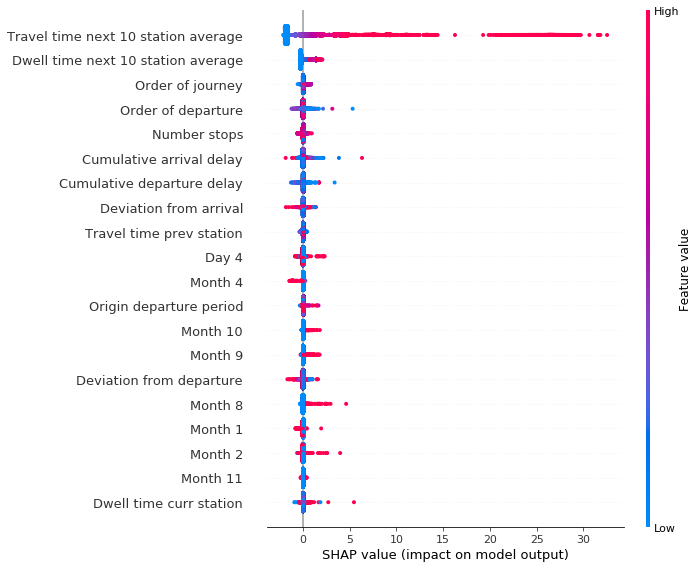 High
Travel time next 10 station average
Dwell time next 10 station average
Order of journey
Order of departure
Number stops
Cumulative arrival delay
Cumulative departure delay
Deviation from arrival
Travel time prev station
Day 4
Month 4
Origin departure period
Month 10
Month 9
Deviation from departure
Month 8
Month 1
Month 2
Month 11
Dwell time curr station
Feature value
Low
0 5 10 15 20 25 30
SHAP value (impact on model output)